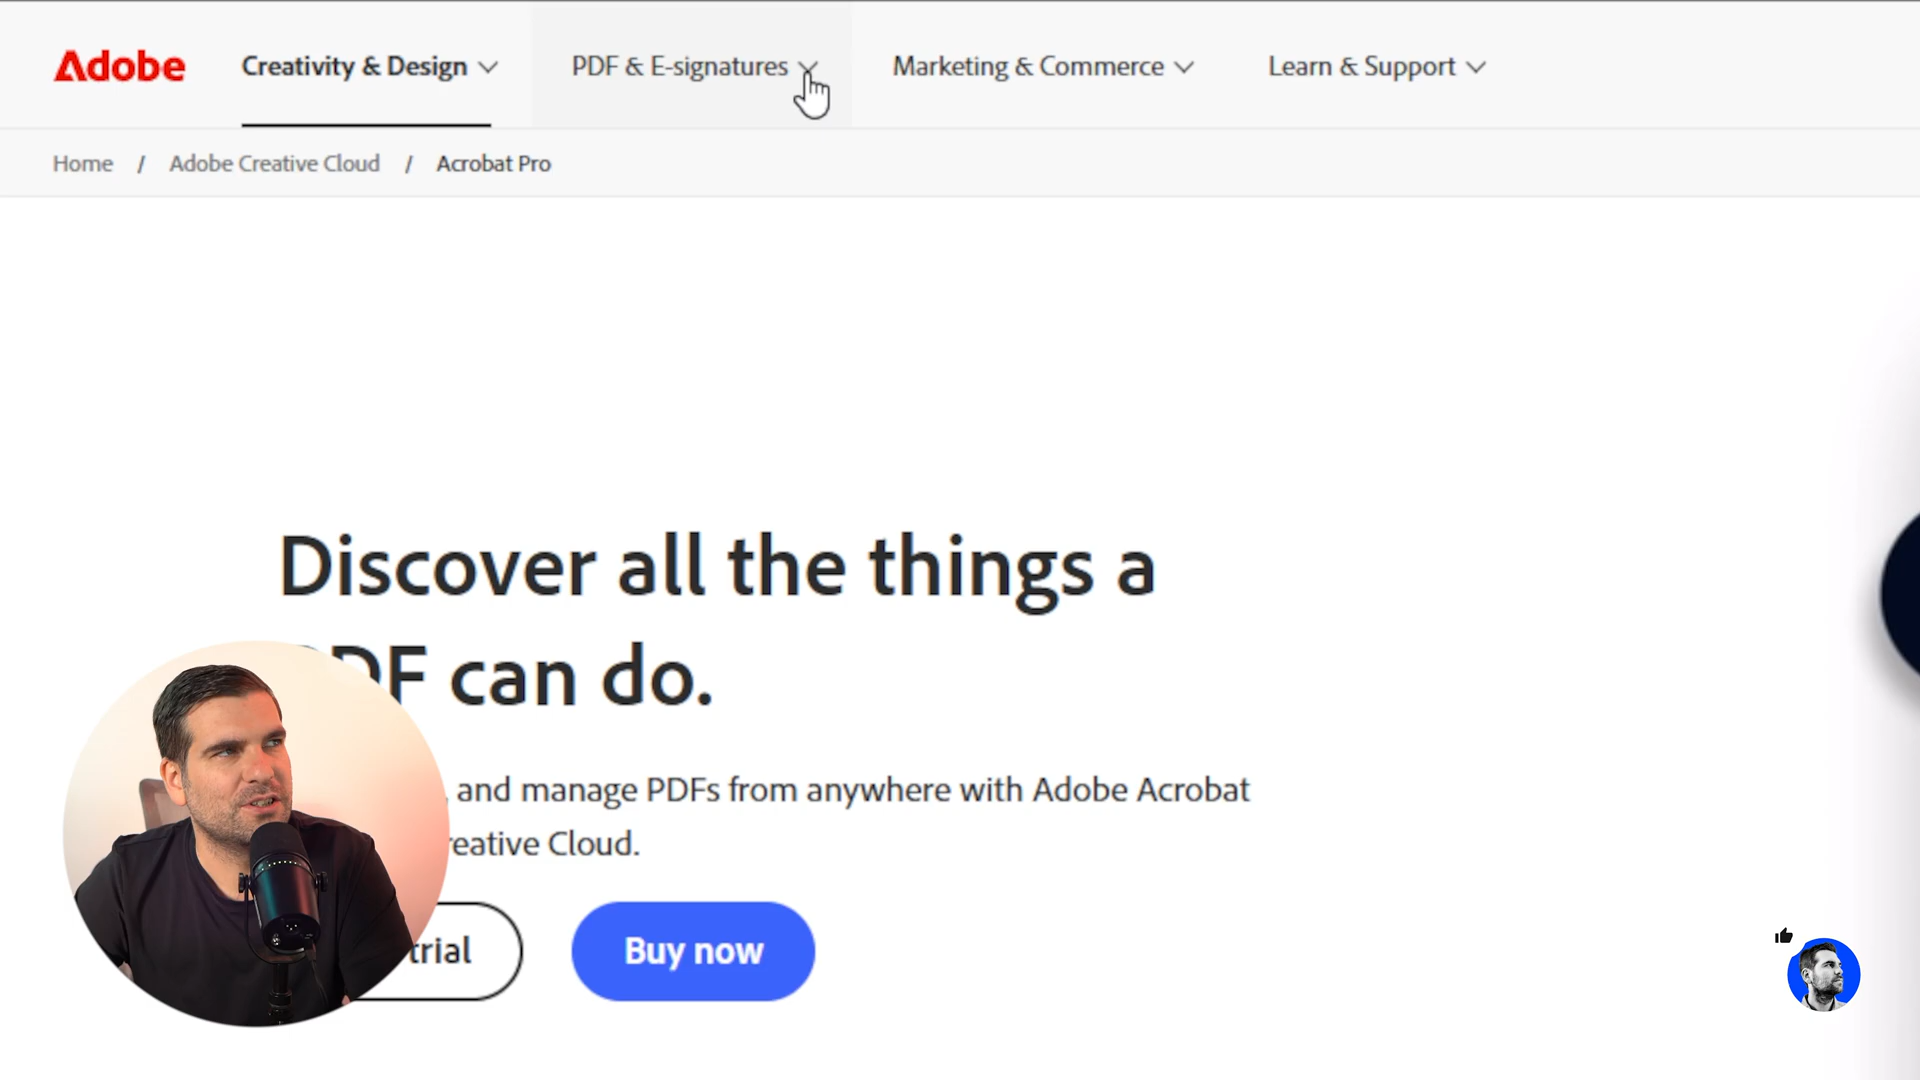 Adobe
Creativity & Design
PDF & E-signatures
Marketing & Commerce
Learn & Support
Home / Adobe Creative Cloud / Acrobat Pro
Discover all the things a
PDF can do.
and manage PDFs from anywhere with Adobe Acrobat
reative Cloud.
trial
Buy now